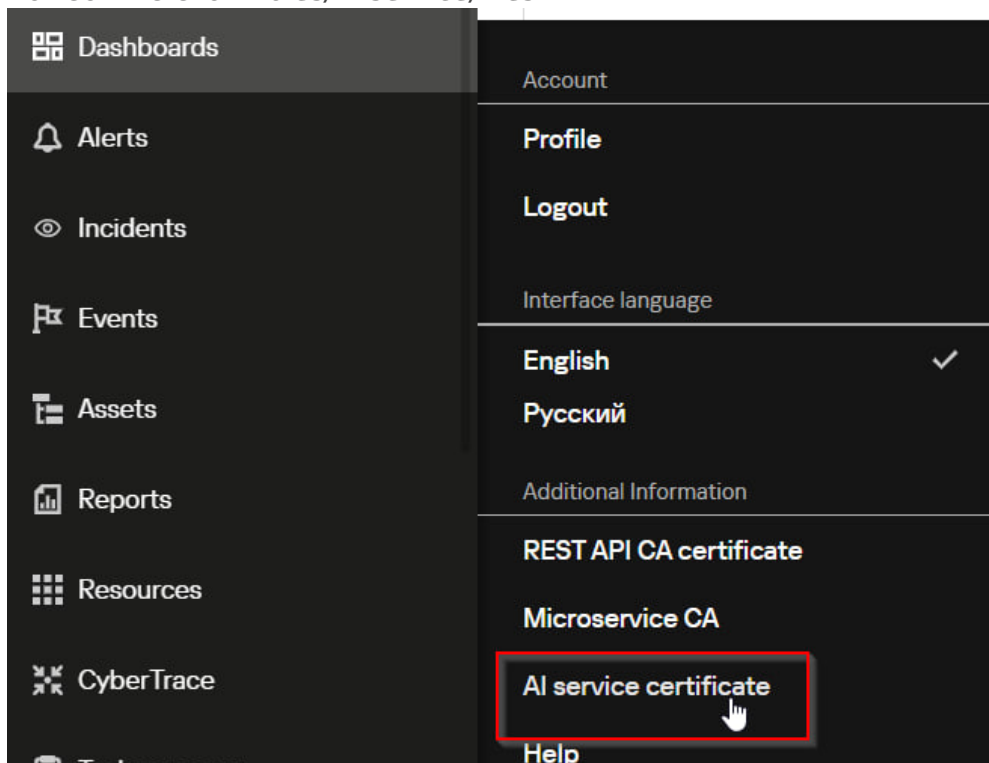 Dashboards
Alerts
Incidents
Events
Assets
Reports
Resources
CyberTrace
Account
Profile
Logout
Interface language
English
Русский
Additional Information
REST API CA certificate
Microservice CA
AI service certificate
Help